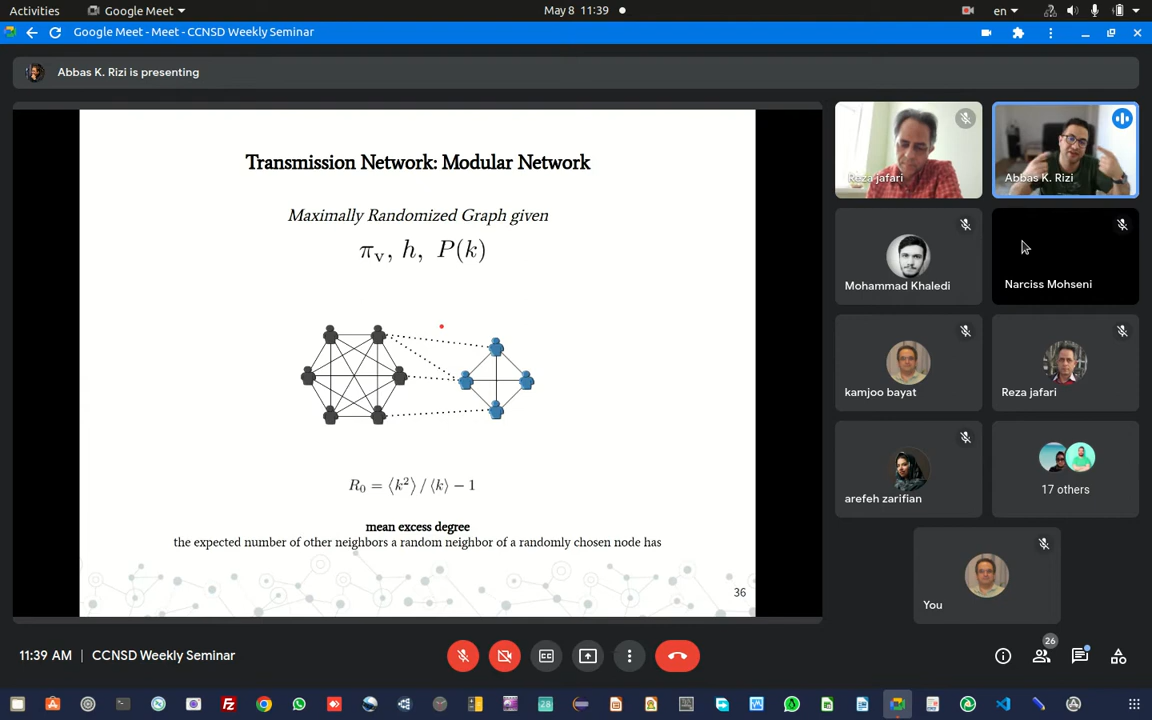 Activities
Google Meet
May 8 11:39
en
Google Meet - Meet - CCNSD Weekly Seminar
Abbas K. Rizi is presenting
Transmission Network: Modular Network
Maximally Randomized Graph given
πᵥ, h, P(k)
R₀ = ⟨k²⟩ / ⟨k⟩ − 1
mean excess degree
the expected number of other neighbors a random neighbor of a randomly chosen node has
36
Reza jafari
Abbas K. Rizi
Mohammad Khaledi
Narciss Mohseni
kamjoo bayat
Reza jafari
arefeh zarifian
17 others
You
11:39 AM
CCNSD Weekly Seminar
26